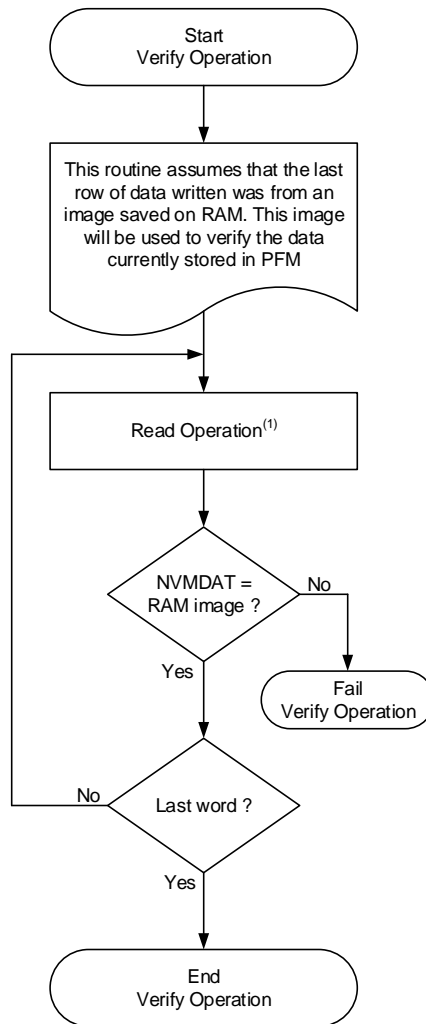 Start
Verify Operation
This routine assumes that the last
row of data written was from an
image saved on RAM. This image
will be used to verify the data
currently stored in PFM
Read Operation(1)
NVMDAT =
RAM image ?
No
Yes
Fail
Verify Operation
Last word ?
No
Yes
End
Verify Operation